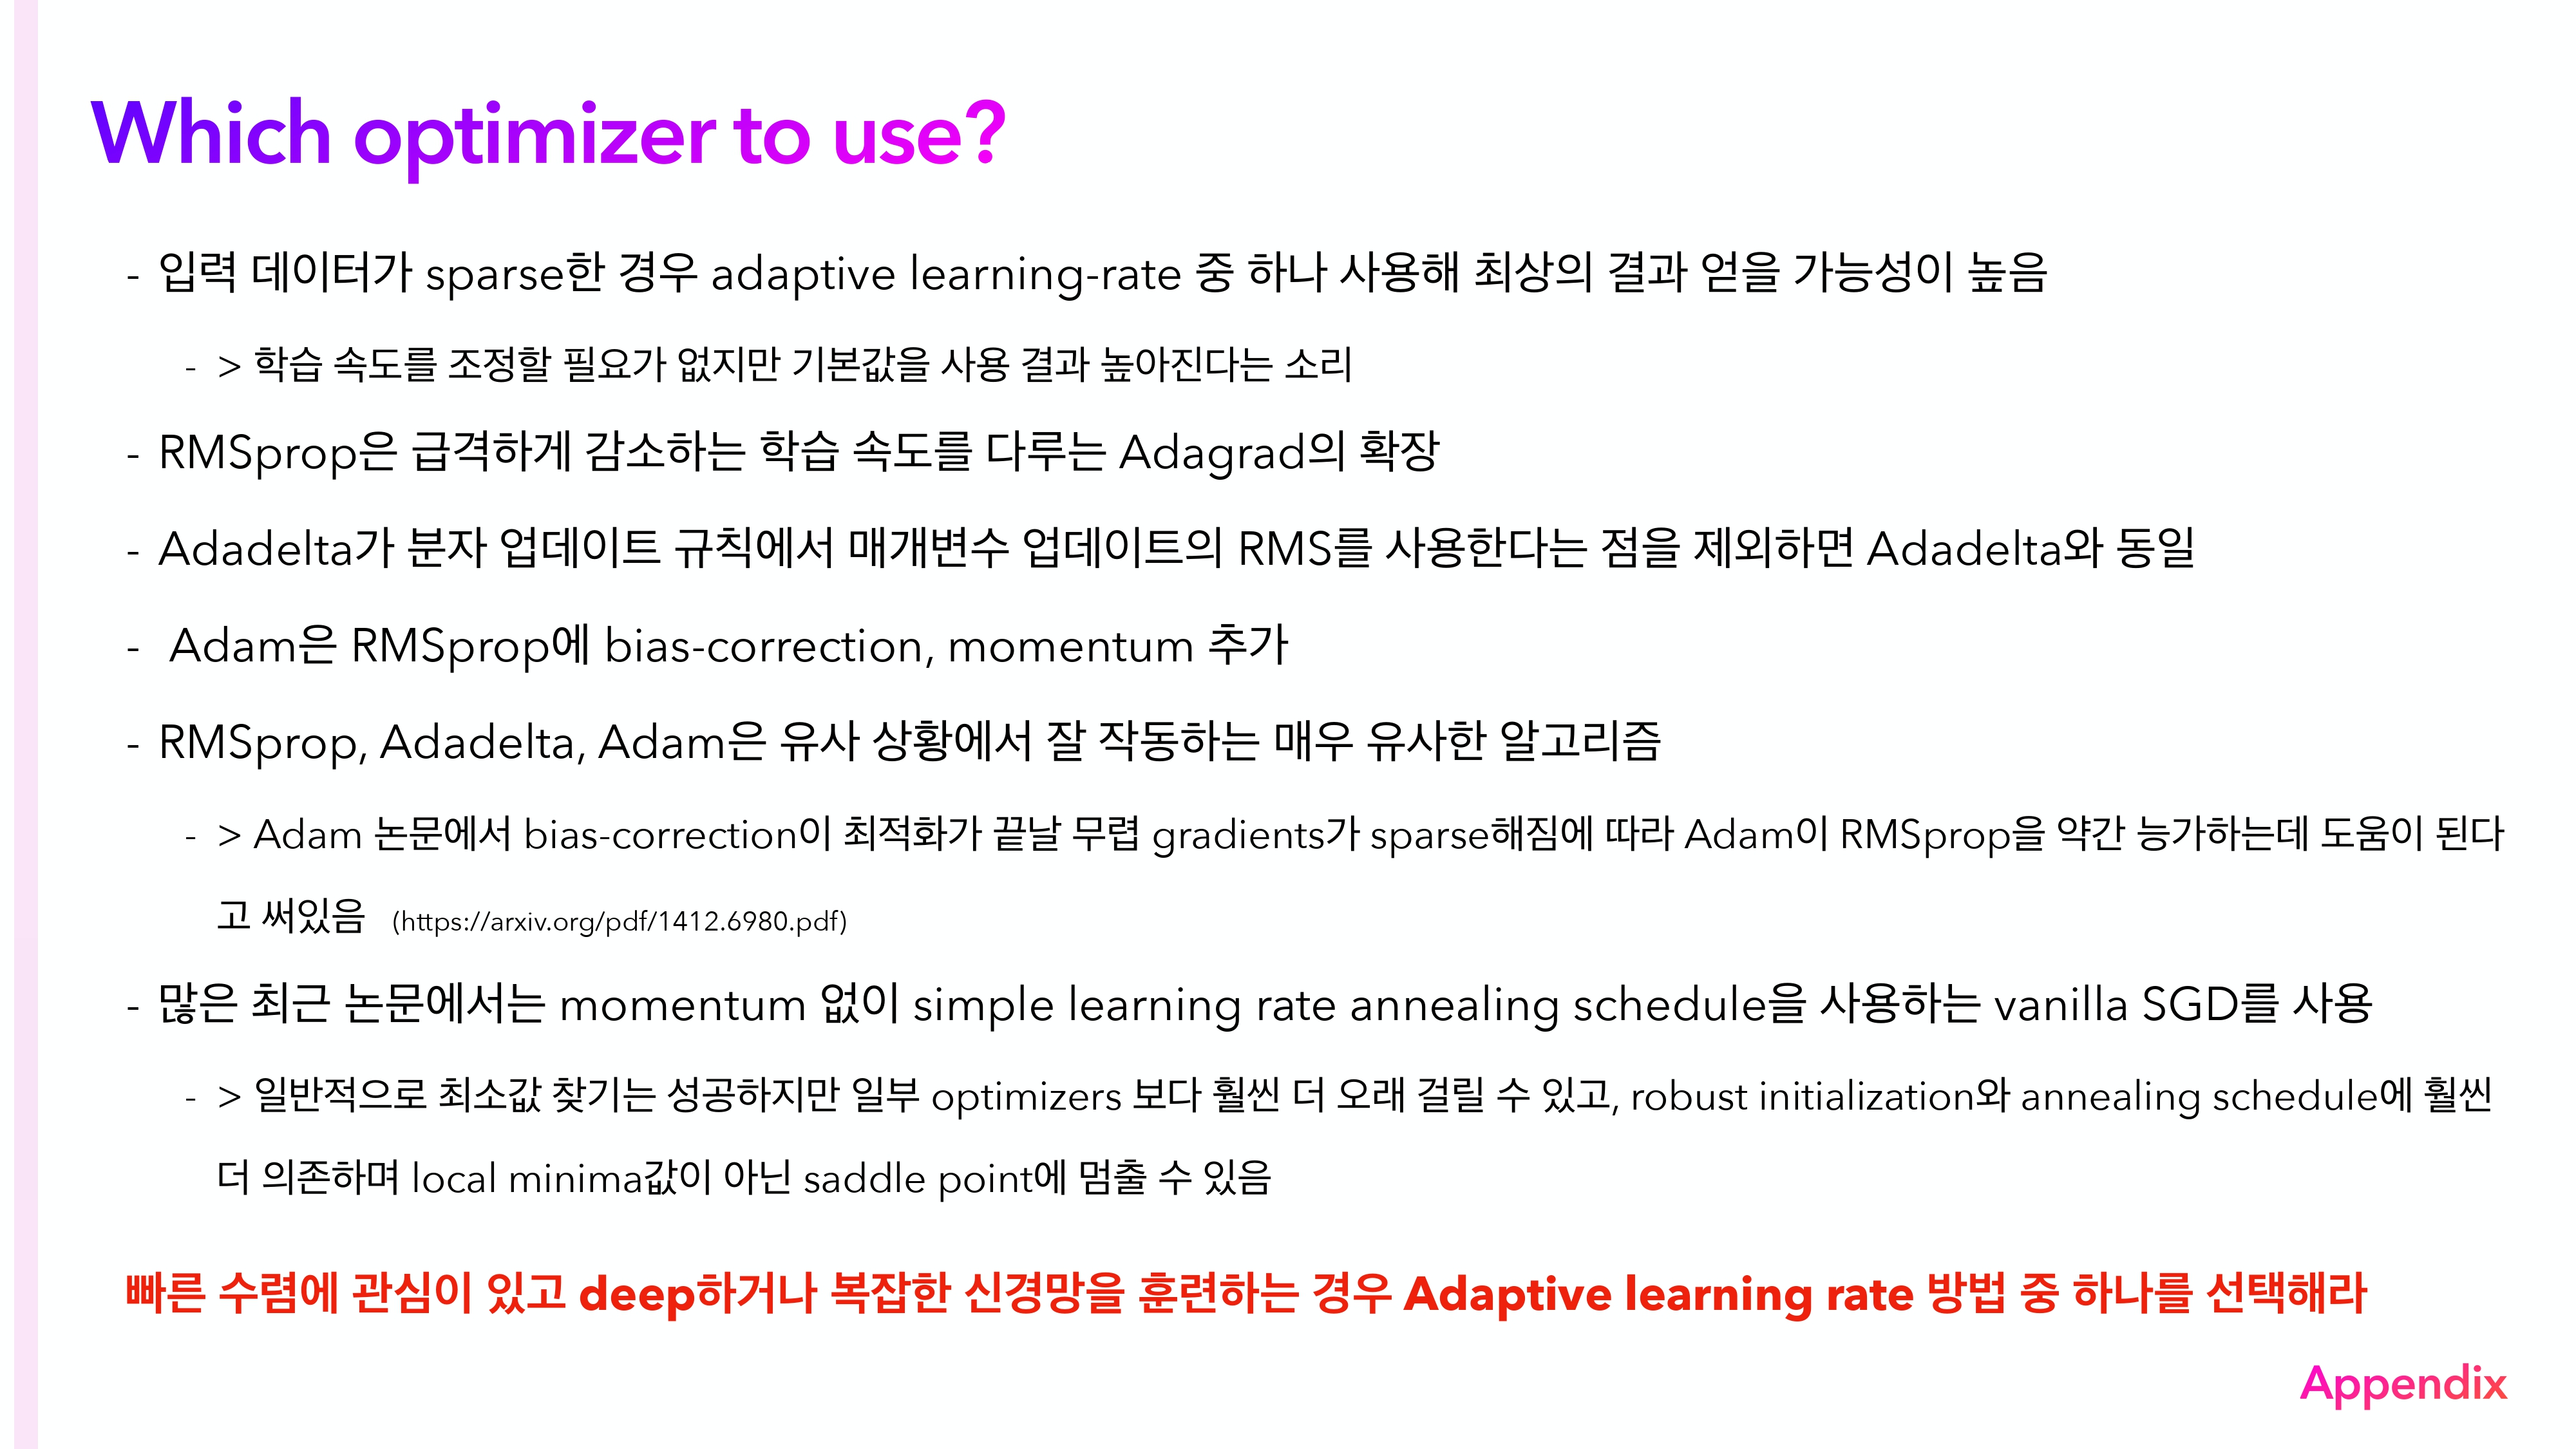 Which optimizer to use?
- 입력 데이터가 sparse한 경우 adaptive learning-rate 중 하나 사용해 최상의 결과 얻을 가능성이 높음
- > 학습 속도를 조정할 필요가 없지만 기본값을 사용 결과 높아진다는 소리
- RMSprop은 급격하게 감소하는 학습 속도를 다루는 Adagrad의 확장
- Adadelta가 분자 업데이트 규칙에서 매개변수 업데이트의 RMS를 사용한다는 점을 제외하면 Adadelta와 동일
- Adam은 RMSprop에 bias-correction, momentum 추가
- RMSprop, Adadelta, Adam은 유사 상황에서 잘 작동하는 매우 유사한 알고리즘
- > Adam 논문에서 bias-correction이 최적화가 끝날 무렵 gradients가 sparse해짐에 따라 Adam이 RMSprop을 약간 능가하는데 도움이 된다
고 써있음 (https://arxiv.org/pdf/1412.6980.pdf)
- 많은 최근 논문에서는 momentum 없이 simple learning rate annealing schedule을 사용하는 vanilla SGD를 사용
- > 일반적으로 최소값 찾기는 성공하지만 일부 optimizers 보다 훨씬 더 오래 걸릴 수 있고, robust initialization와 annealing schedule에 훨씬
더 의존하며 local minima값이 아닌 saddle point에 멈출 수 있음
빠른 수렴에 관심이 있고 deep하거나 복잡한 신경망을 훈련하는 경우 Adaptive learning rate 방법 중 하나를 선택해라
Appendix